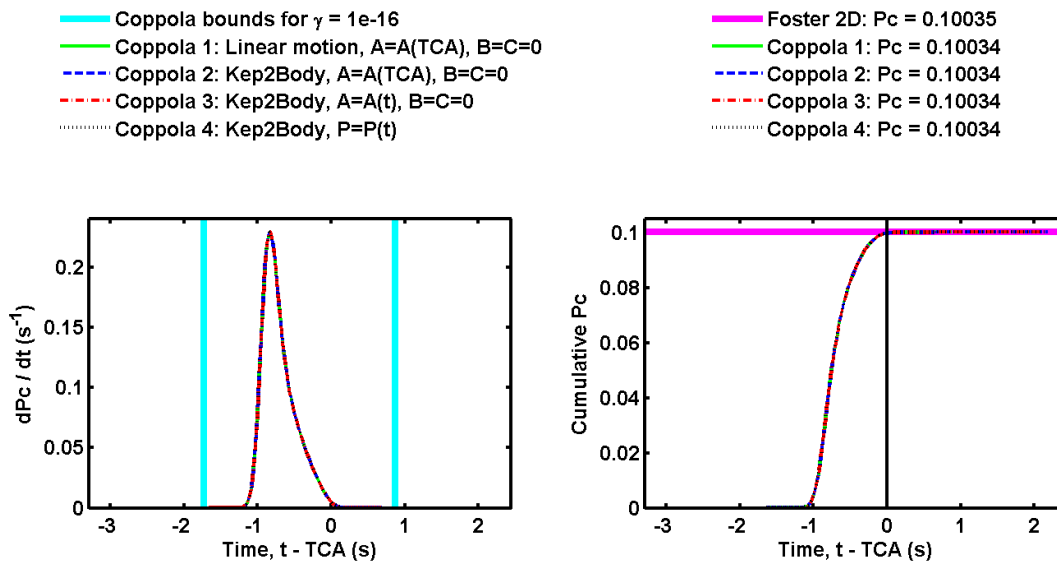 Coppola bounds for γ = 1e-16
Coppola 1: Linear motion, A=A(TCA), B=C=0
Coppola 2: Kep2Body, A=A(TCA), B=C=0
Coppola 3: Kep2Body, A=A(t), B=C=0
Coppola 4: Kep2Body, P=P(t)
Foster 2D: Pc = 0.10035
Coppola 1: Pc = 0.10034
Coppola 2: Pc = 0.10034
Coppola 3: Pc = 0.10034
Coppola 4: Pc = 0.10034
dPc / dt (s⁻¹)
0.2
0.15
0.1
0.05
0
-3 -2 -1 0 1 2
Time, t - TCA (s)
Cumulative Pc
0.1
0.08
0.06
0.04
0.02
0
-3 -2 -1 0 1 2
Time, t - TCA (s)